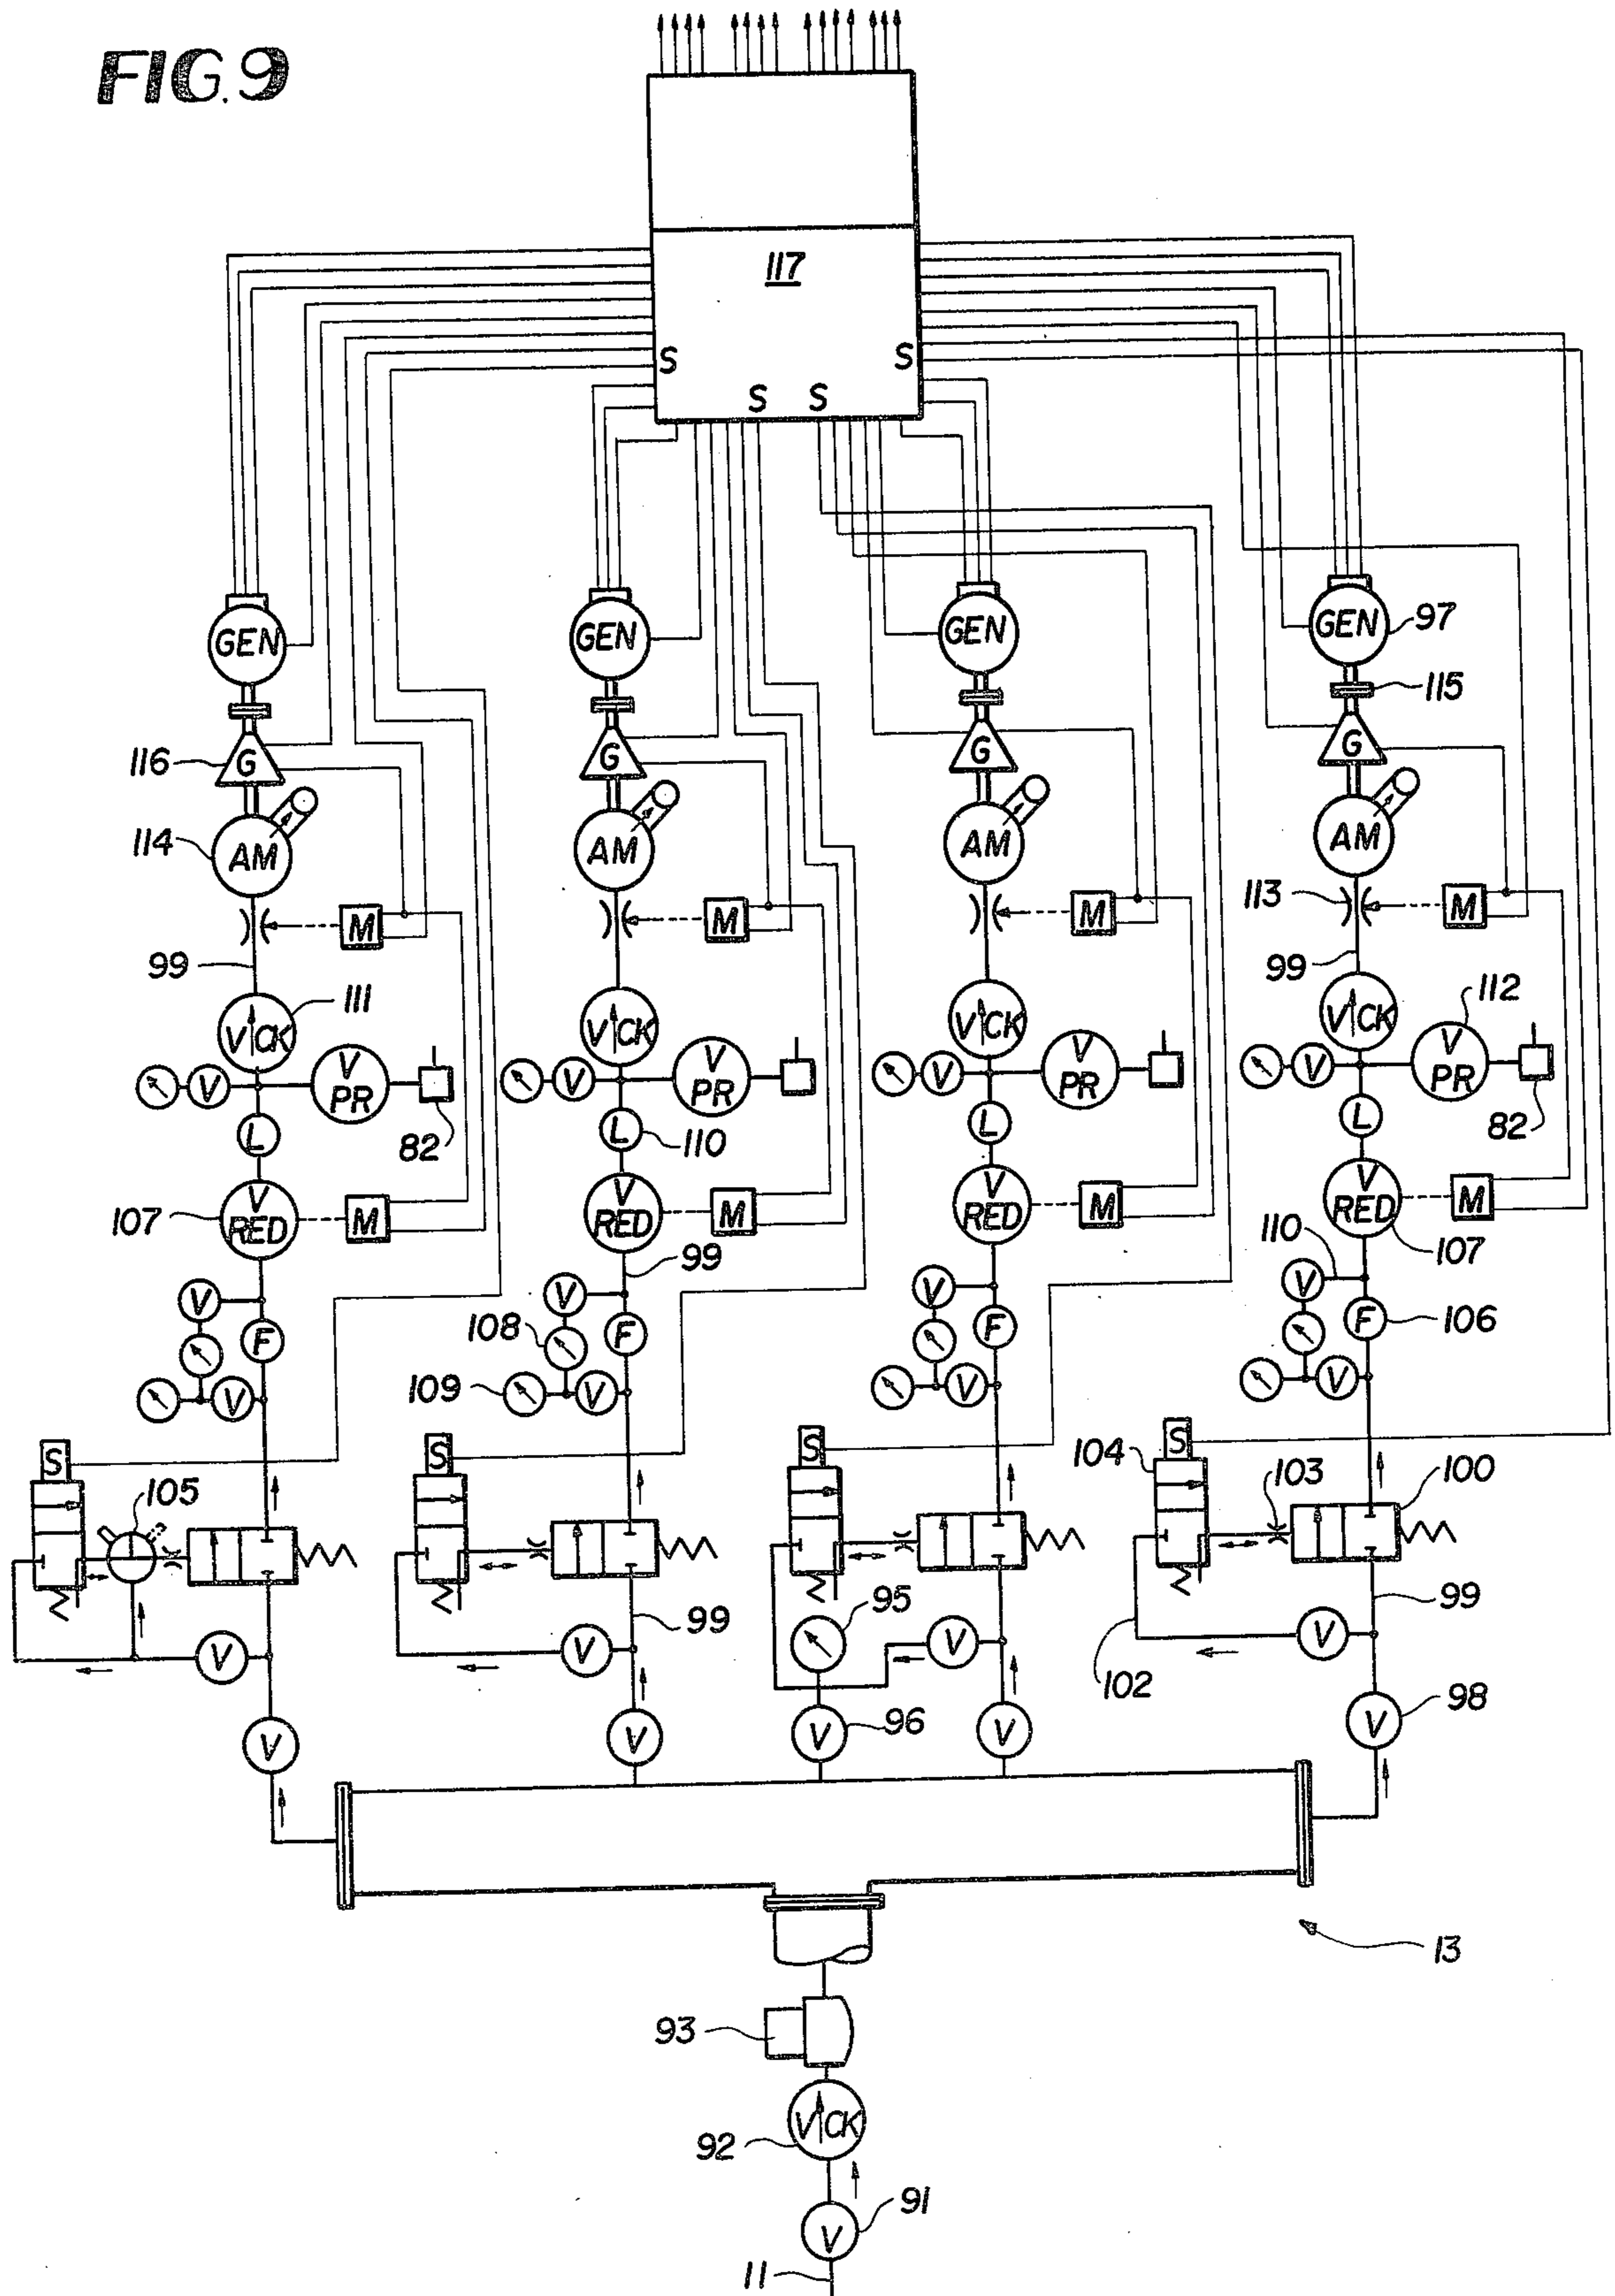 FIG. 9
117
S S
S S
GEN GEN GEN GEN 97
115
116 G G G G
114 AM AM AM AM
M M M 113 M
99 99
111 V CK V CK V CK V CK 112
V V PR V V PR V V PR V V PR
82 L L 110 L L 82
107 V RED M V RED M V RED M V RED M
99 110 107
V V V V
108 F F F F 106
109 V V V V
S S S 104 S 103 100
105
95 99
V 99 V V V
102
V V V 96 V V 98
13
93
92 V CK
91
V
11